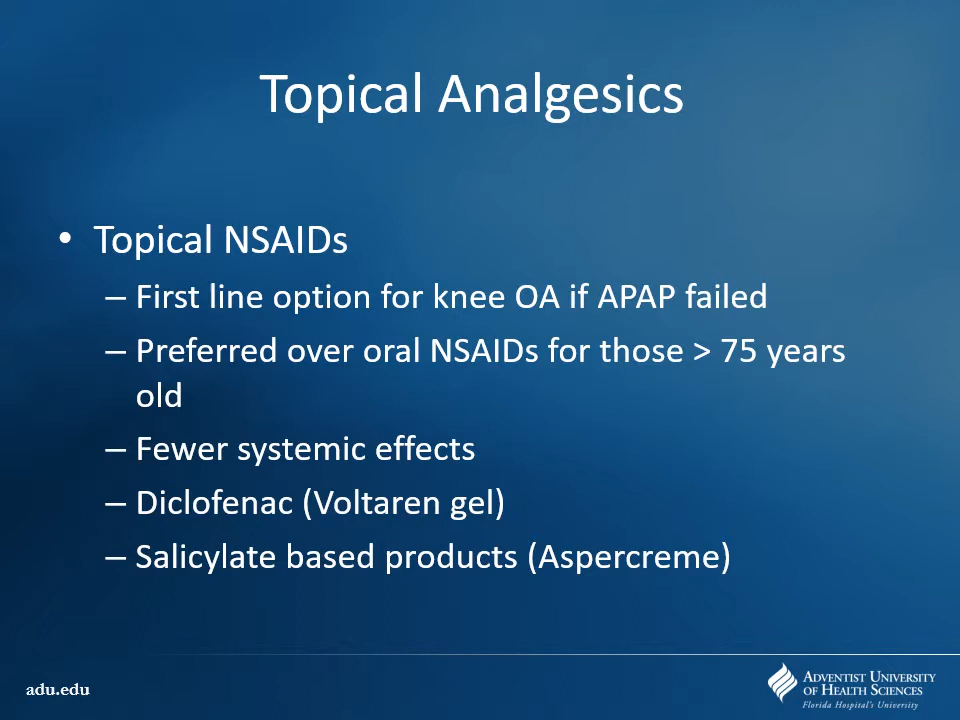 Topical Analgesics
• Topical NSAIDs
– First line option for knee OA if APAP failed
– Preferred over oral NSAIDs for those > 75 years
old
– Fewer systemic effects
– Diclofenac (Voltaren gel)
– Salicylate based products (Aspercreme)
adu.edu
ADVENTIST UNIVERSITY
OF HEALTH SCIENCES
Florida Hospital's University